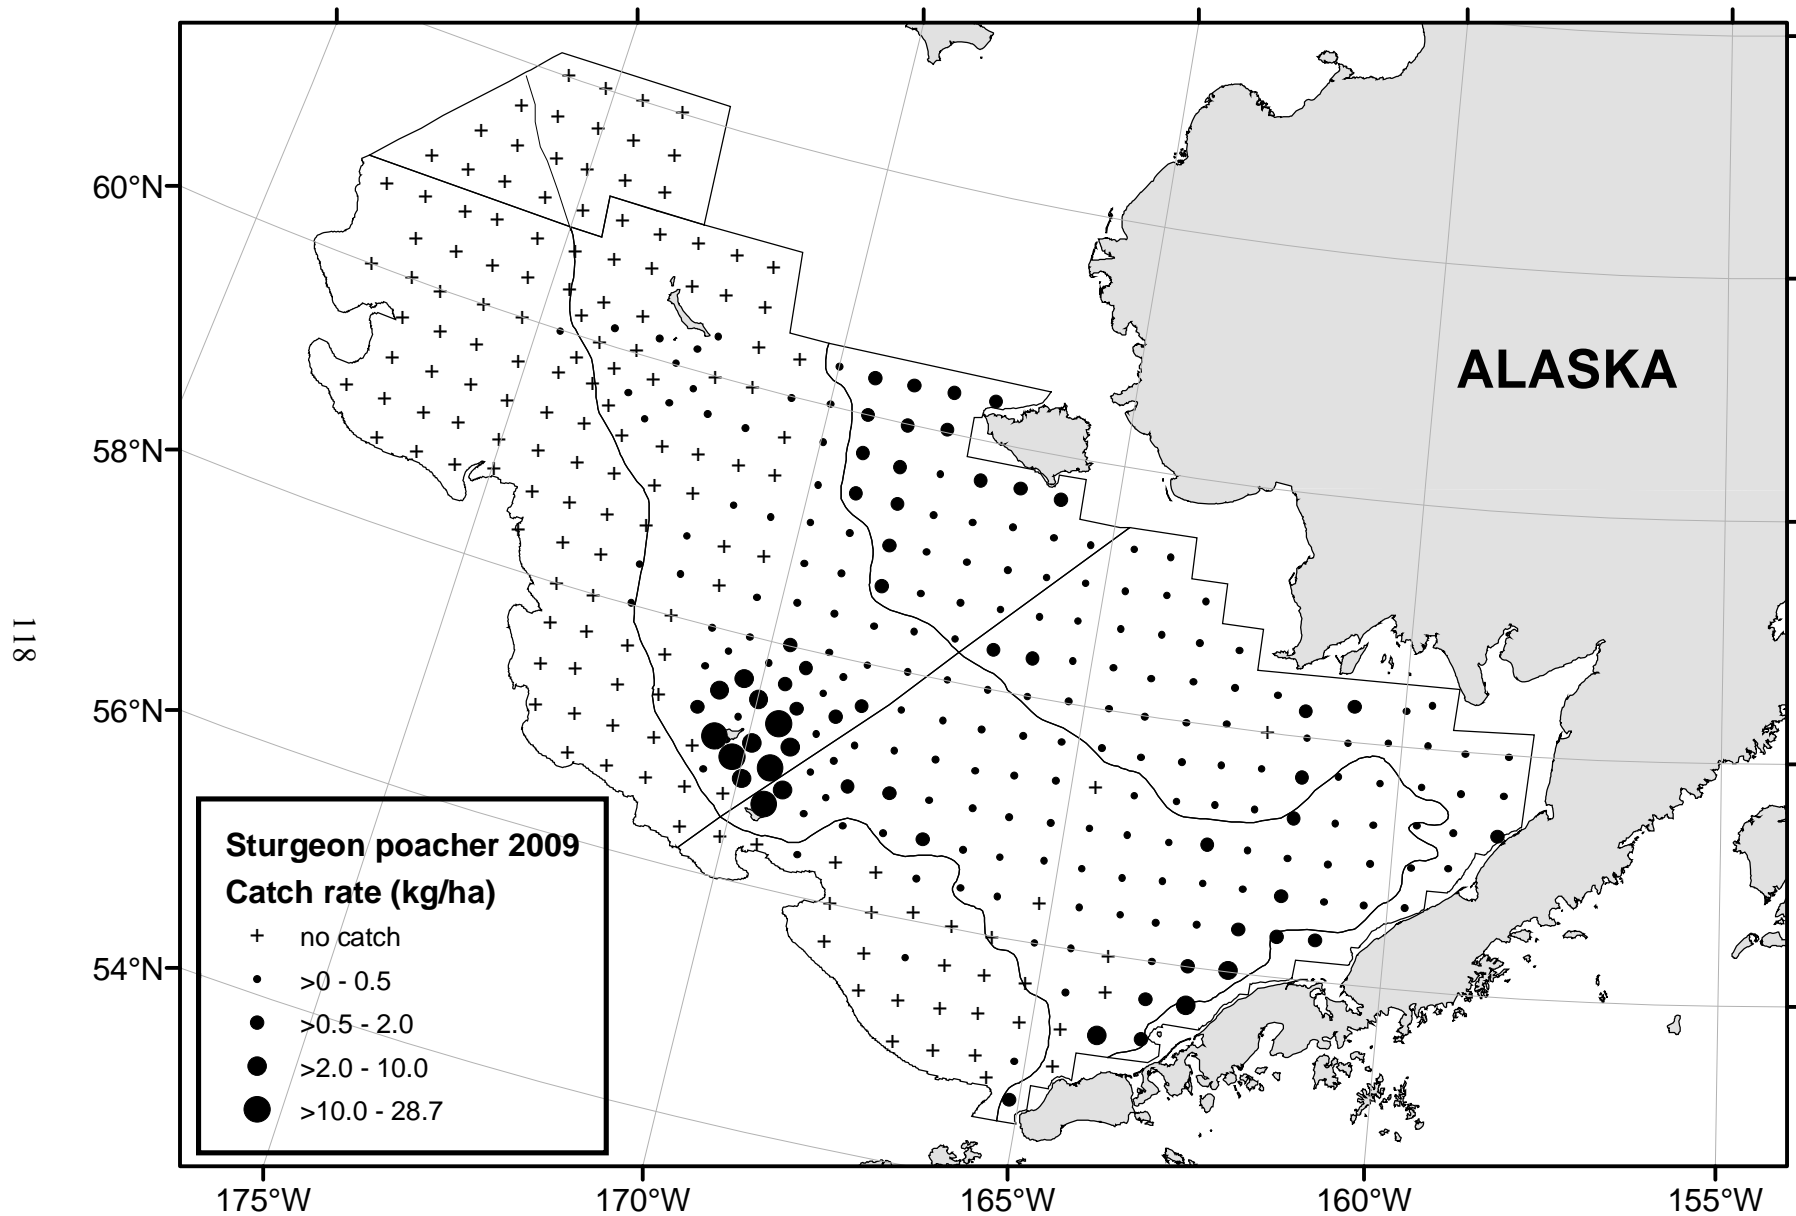 ALASKA
60°N
58°N
56°N
54°N
118
Sturgeon poacher 2009
Catch rate (kg/ha)
no catch
>0 - 0.5
>0.5 - 2.0
>2.0 - 10.0
>10.0 - 28.7
175°W
170°W
165°W
160°W
155°W